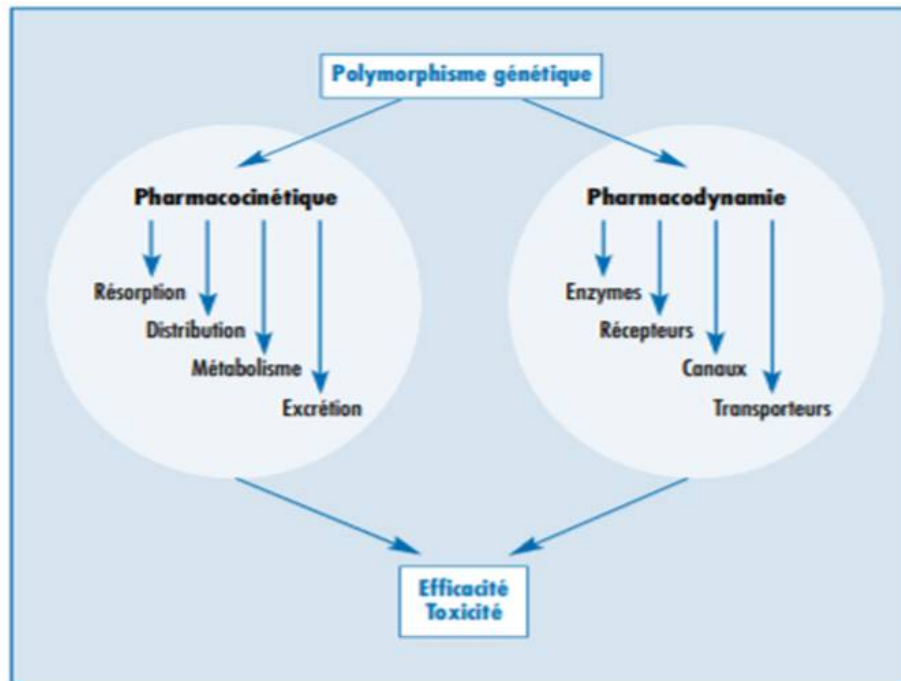 Polymorphisme génétique
Pharmacocinétique
Résorption
Distribution
Métabolisme
Excrétion
Pharmacodynamie
Enzymes
Récepteurs
Canaux
Transporteurs
Efficacité
Toxicité